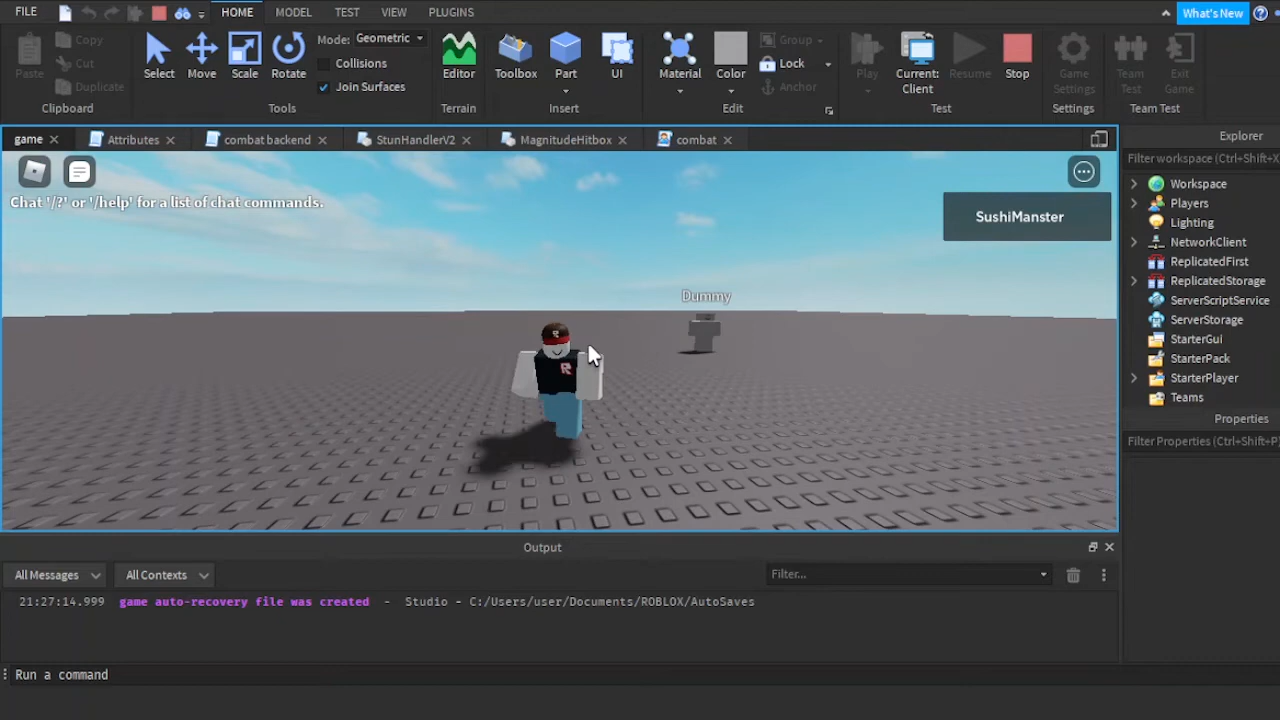 FILE
HOME
MODEL
TEST
VIEW
PLUGINS
What's New
Paste
Copy
Cut
Duplicate
Clipboard
Select
Move
Scale
Rotate
Mode: Geometric
Collisions
Join Surfaces
Tools
Editor
Terrain
Toolbox
Part
UI
Insert
Material
Color
Group
Lock
Anchor
Edit
Play
Current:
Client
Resume
Stop
Test
Game
Settings
Settings
Team
Test
Exit
Game
Team Test
game
Attributes
combat backend
StunHandlerV2
MagnitudeHitbox
combat
Chat '/?' or '/help' for a list of chat commands.
SushiManster
Dummy
R
Explorer
Filter workspace (Ctrl+Shift+X
Workspace
Players
Lighting
NetworkClient
ReplicatedFirst
ReplicatedStorage
ServerScriptService
ServerStorage
StarterGui
StarterPack
StarterPlayer
Teams
Properties
Filter Properties (Ctrl+Shift+P
Output
All Messages
All Contexts
Filter...
21:27:14.999 game auto-recovery file was created - Studio - C:/Users/user/Documents/ROBLOX/AutoSaves
Run a command